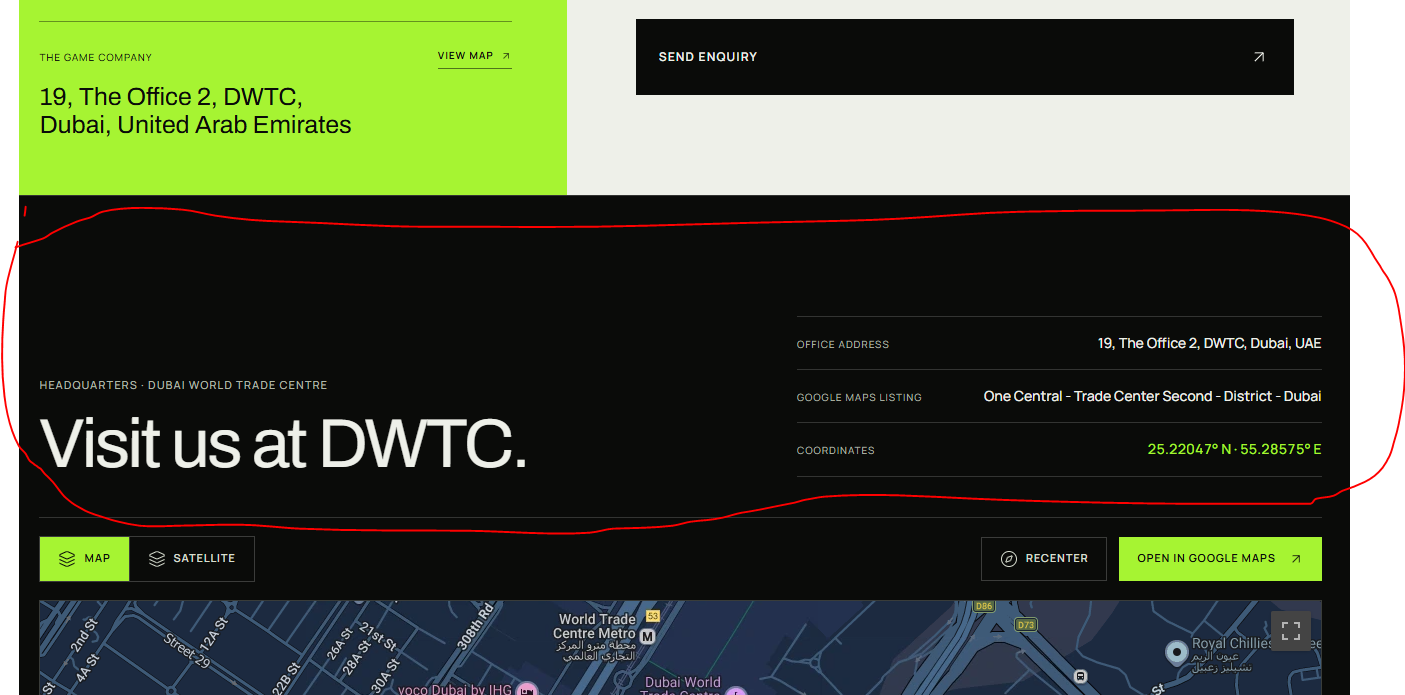 THE GAME COMPANY
VIEW MAP
19, The Office 2, DWTC,
Dubai, United Arab Emirates
SEND ENQUIRY
HEADQUARTERS · DUBAI WORLD TRADE CENTRE
Visit us at DWTC.
OFFICE ADDRESS
19, The Office 2, DWTC, Dubai, UAE
GOOGLE MAPS LISTING
One Central - Trade Center Second - District - Dubai
COORDINATES
25.22047° N · 55.28575° E
MAP
SATELLITE
RECENTER
OPEN IN GOOGLE MAPS
2nd St
4A St
12A St
Street 29
22B St
26A St
28A St
21st St
30A St
308th Rd
World Trade
Centre Metro
محطة مترو المركز
التجاري العالمي
53
M
voco Dubai by IHG
Dubai World
D86
D73
Royal Chillies
عيون الريم
St
St